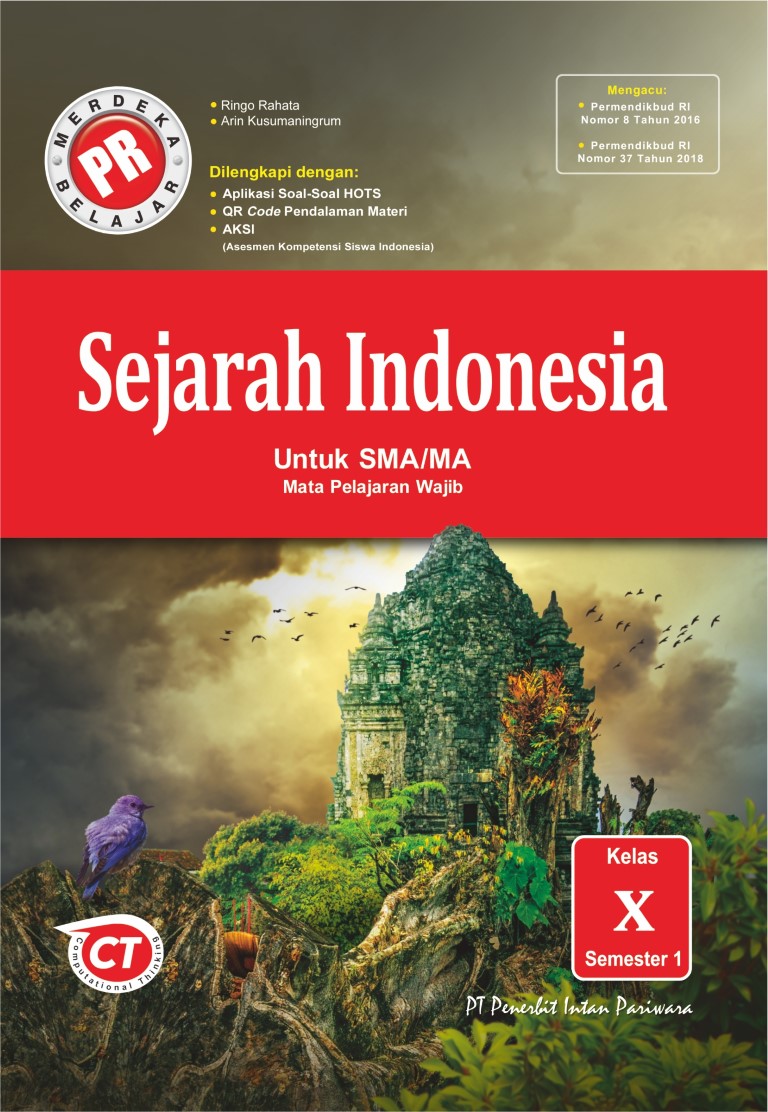 MERDEKA
PR
BELAJAR
• Ringo Rahata
• Arin Kusumaningrum
Dilengkapi dengan:
• Aplikasi Soal-Soal HOTS
• QR Code Pendalaman Materi
• AKSI
(Asesmen Kompetensi Siswa Indonesia)
Mengacu:
• Permendikbud RI
Nomor 8 Tahun 2016
• Permendikbud RI
Nomor 37 Tahun 2018
Sejarah Indonesia
Untuk SMA/MA
Mata Pelajaran Wajib
Kelas
X
Semester 1
CT
Computational Thinking
PT Penerbit Intan Pariwara